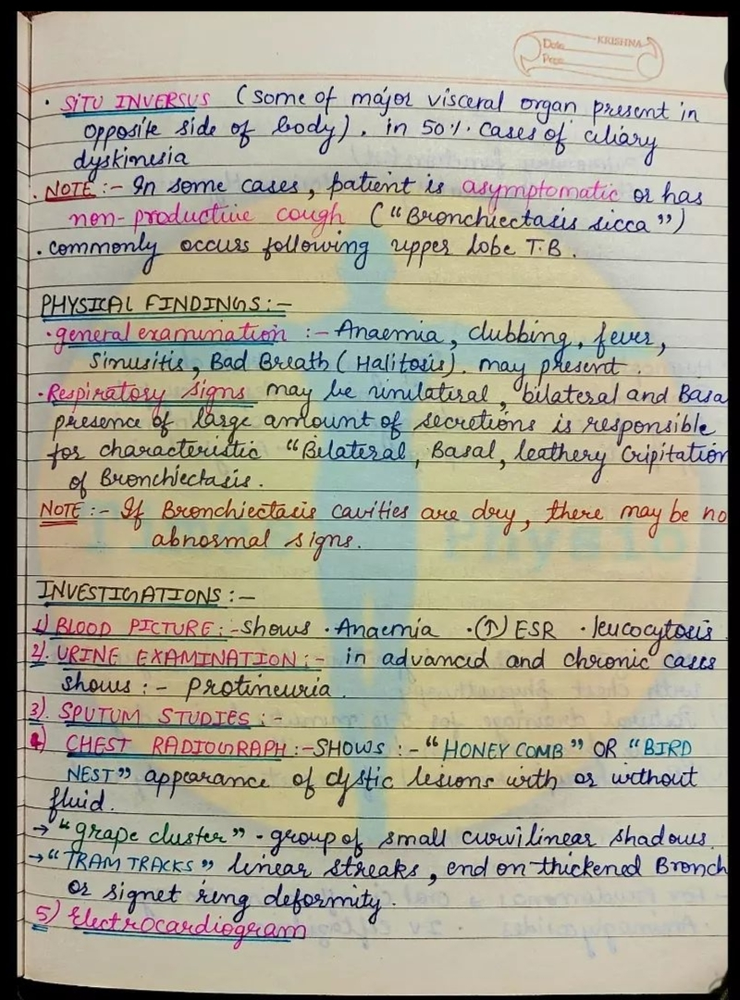 KRISHNA
Date
Page
• SITU INVERSUS (some of major visceral organ present in
opposite side of body). in 50% cases of ciliary
dyskinesia
. NOTE :- In some cases, patient is asymptomatic or has
non-productive cough ("Bronchiectasis sicca")
. commonly occurs following upper lobe T.B.
PHYSICAL FINDINGS :-
• general examination :- Anaemia, clubbing, fever,
Sinusitis, Bad Breath (Halitosis). may present.
• Respiratory signs may be unilateral, bilateral and Basa
presence of large amount of secretions is responsible
for characteristic "Bilateral, Basal, leathery Cripitation
of Bronchiectasis.
NOTE :- If Bronchiectasis cavities are dry, there may be no
abnormal signs.
Physio
INVESTIGATIONS :-
1) BLOOD PICTURE :- shows • Anaemia • (↑) ESR • leucocytosis.
2). URINE EXAMINATION :- in advanced and chronic cases
shows :- Protineuria.
3). SPUTUM STUDIES :-
4) CHEST RADIOGRAPH :- SHOWS :- "HONEY COMB" OR "BIRD
NEST" appearance of cystic lesions with or without
fluid.
→ "grape cluster" - group of small curvilinear shadows.
→ "TRAM TRACKS" linear streaks, end on thickened Bronch
or signet ring deformity.
5) Electrocardiogram